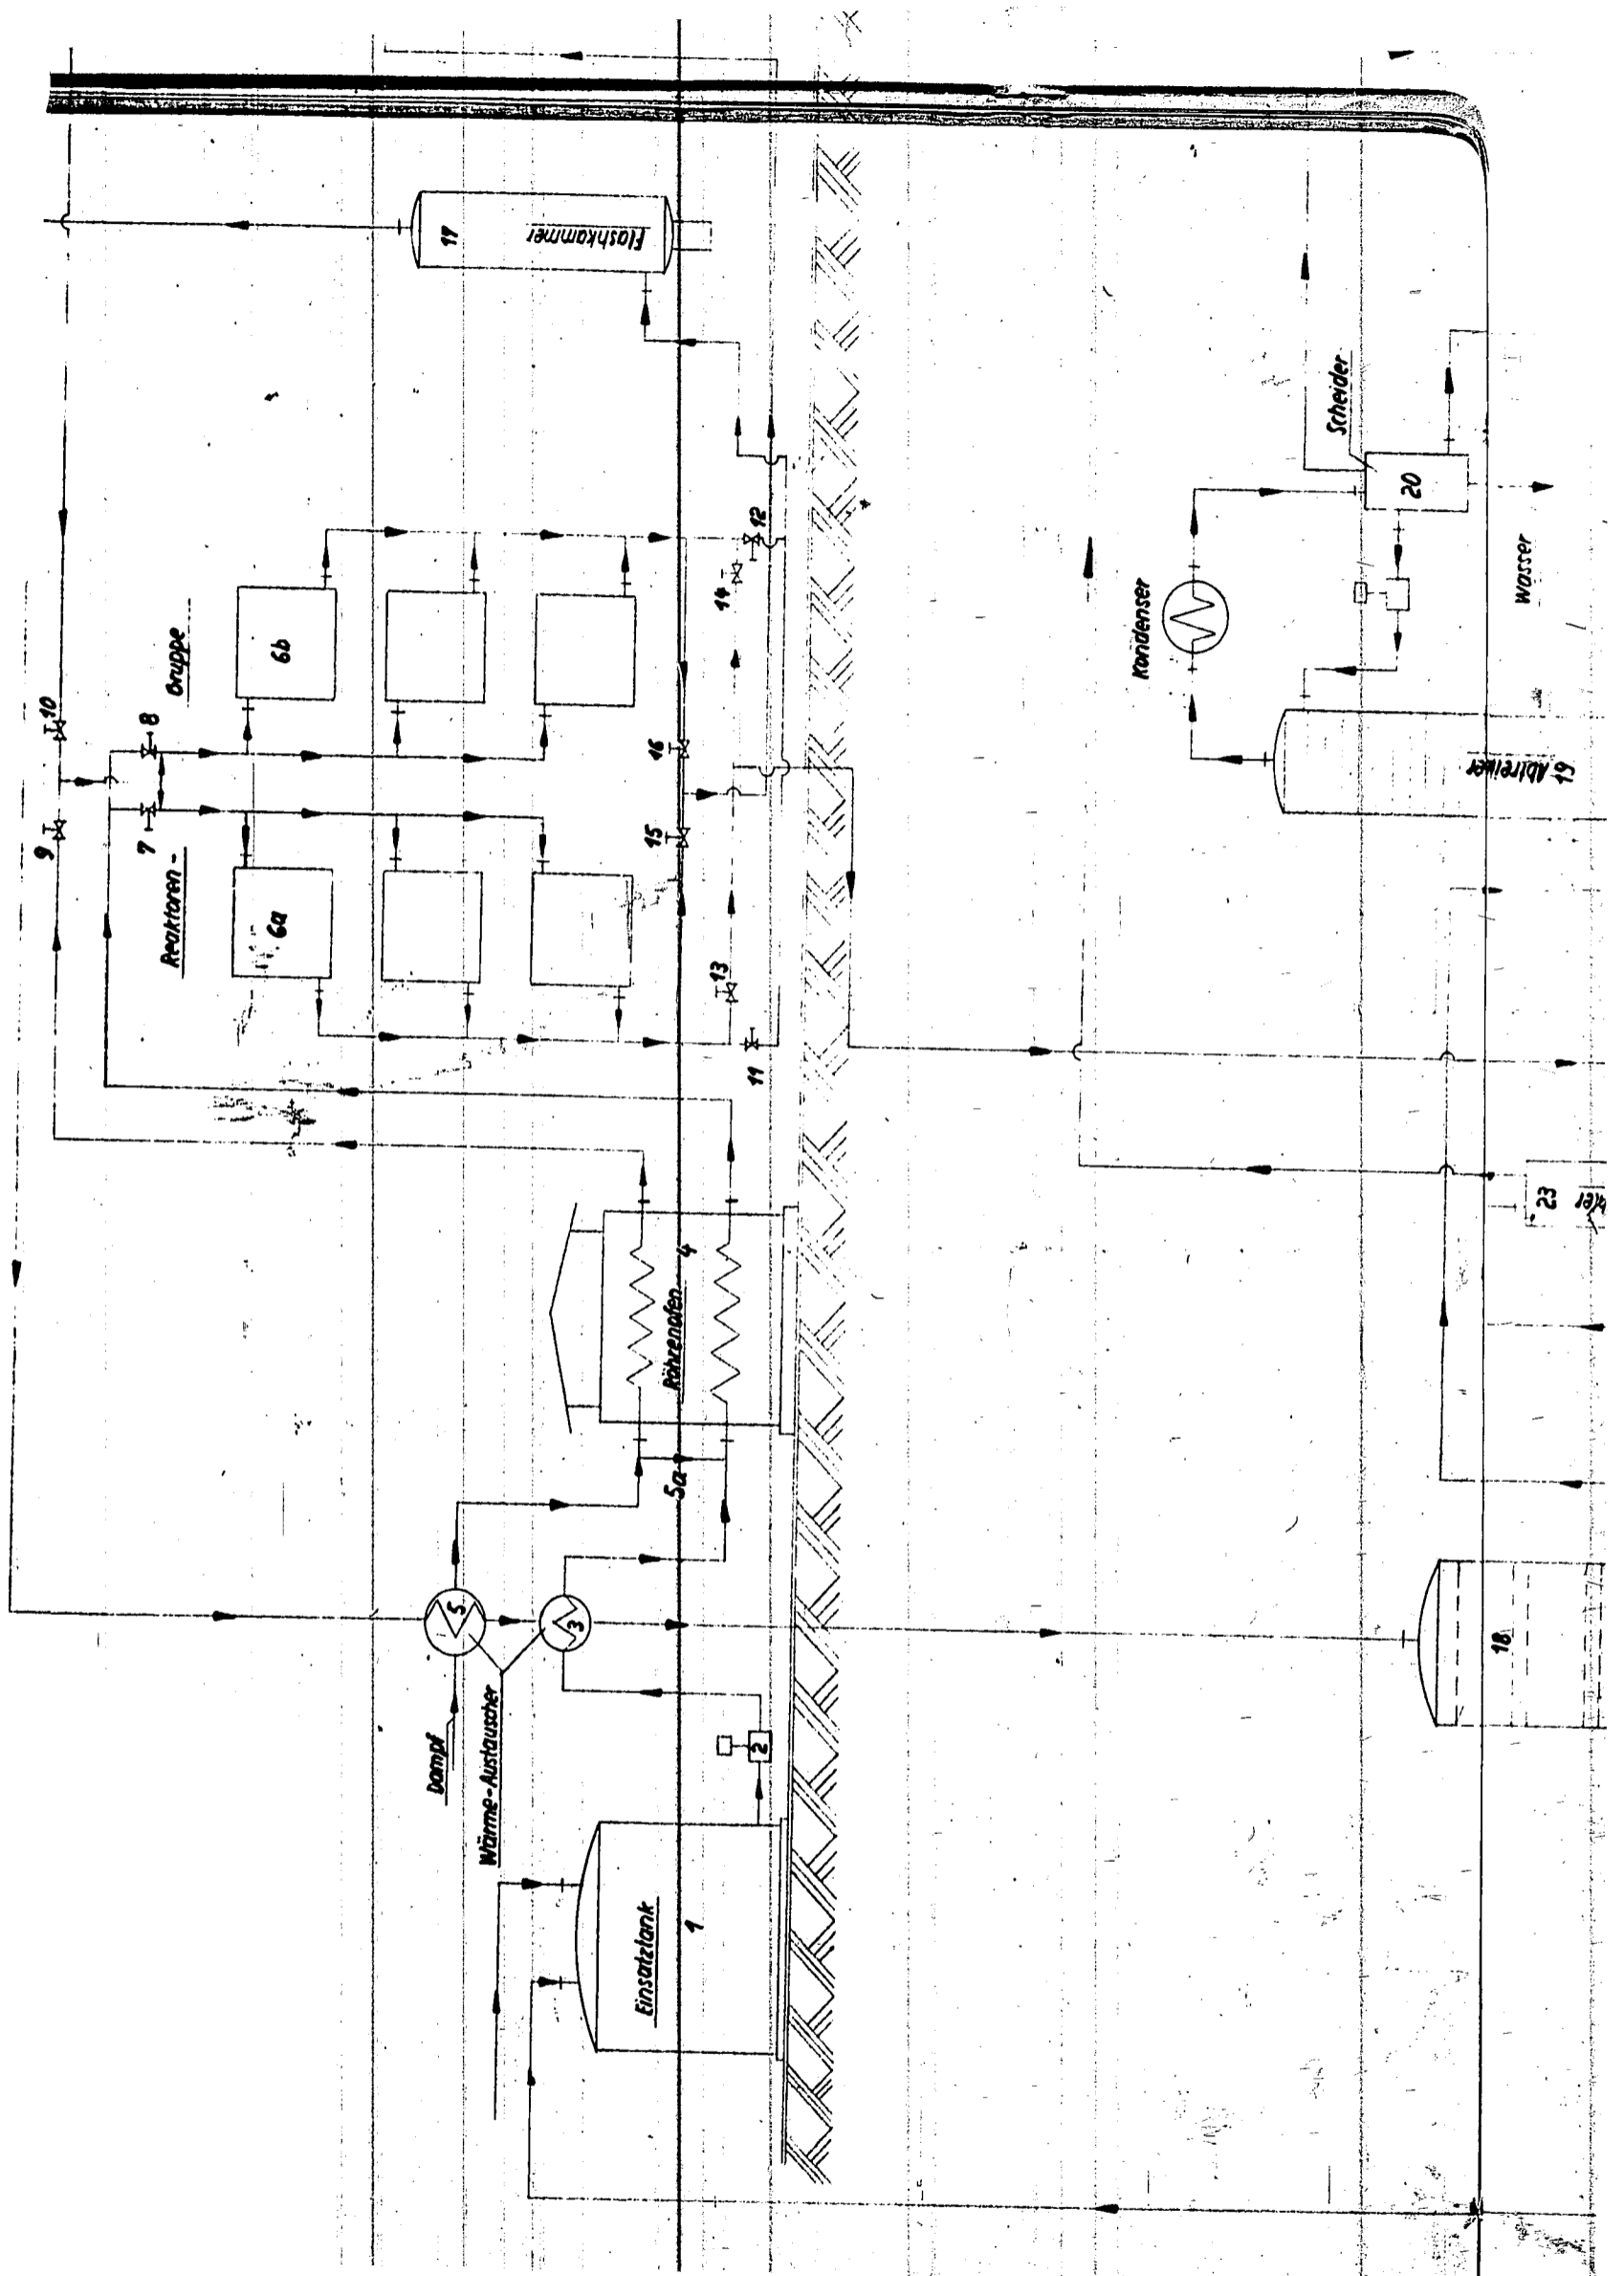 Einsatztank
1
2
Dampf
Wärme-Austauscher
5
3
5a
Röhrenofen
4
9
10
7
8
Reaktoren-
Gruppe
6a
6b
11
13
15
16
14
12
17
Flashkammer
18
23
19
Abtreiber
Kondenser
Scheider
20
Wasser